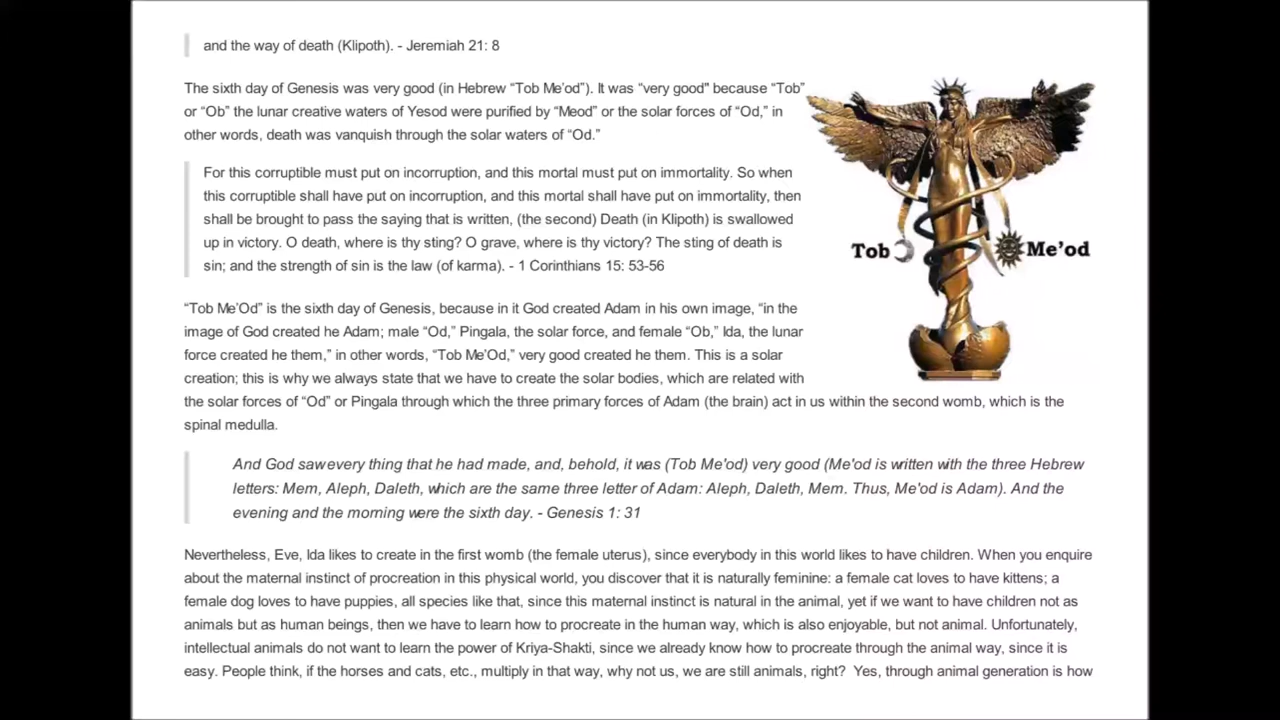 and the way of death (Klipoth). - Jeremiah 21: 8
The sixth day of Genesis was very good (in Hebrew “Tob Me’od”). It was “very good" because “Tob”
or “Ob” the lunar creative waters of Yesod were purified by “Meod” or the solar forces of “Od,” in
other words, death was vanquish through the solar waters of “Od.”
For this corruptible must put on incorruption, and this mortal must put on immortality. So when
this corruptible shall have put on incorruption, and this mortal shall have put on immortality, then
shall be brought to pass the saying that is written, (the second) Death (in Klipoth) is swallowed
up in victory. O death, where is thy sting? O grave, where is thy victory? The sting of death is
sin; and the strength of sin is the law (of karma). - 1 Corinthians 15: 53-56
Tob Me’od
“Tob Me’Od” is the sixth day of Genesis, because in it God created Adam in his own image, “in the
image of God created he Adam; male “Od,” Pingala, the solar force, and female “Ob,” Ida, the lunar
force created he them,” in other words, “Tob Me’Od,” very good created he them. This is a solar
creation; this is why we always state that we have to create the solar bodies, which are related with
the solar forces of “Od” or Pingala through which the three primary forces of Adam (the brain) act in us within the second womb, which is the
spinal medulla.
And God saw every thing that he had made, and, behold, it was (Tob Me'od) very good (Me'od is written with the three Hebrew
letters: Mem, Aleph, Daleth, which are the same three letter of Adam: Aleph, Daleth, Mem. Thus, Me'od is Adam). And the
evening and the morning were the sixth day. - Genesis 1: 31
Nevertheless, Eve, Ida likes to create in the first womb (the female uterus), since everybody in this world likes to have children. When you enquire
about the maternal instinct of procreation in this physical world, you discover that it is naturally feminine: a female cat loves to have kittens; a
female dog loves to have puppies, all species like that, since this maternal instinct is natural in the animal, yet if we want to have children not as
animals but as human beings, then we have to learn how to procreate in the human way, which is also enjoyable, but not animal. Unfortunately,
intellectual animals do not want to learn the power of Kriya-Shakti, since we already know how to procreate through the animal way, since it is
easy. People think, if the horses and cats, etc., multiply in that way, why not us, we are still animals, right?  Yes, through animal generation is how